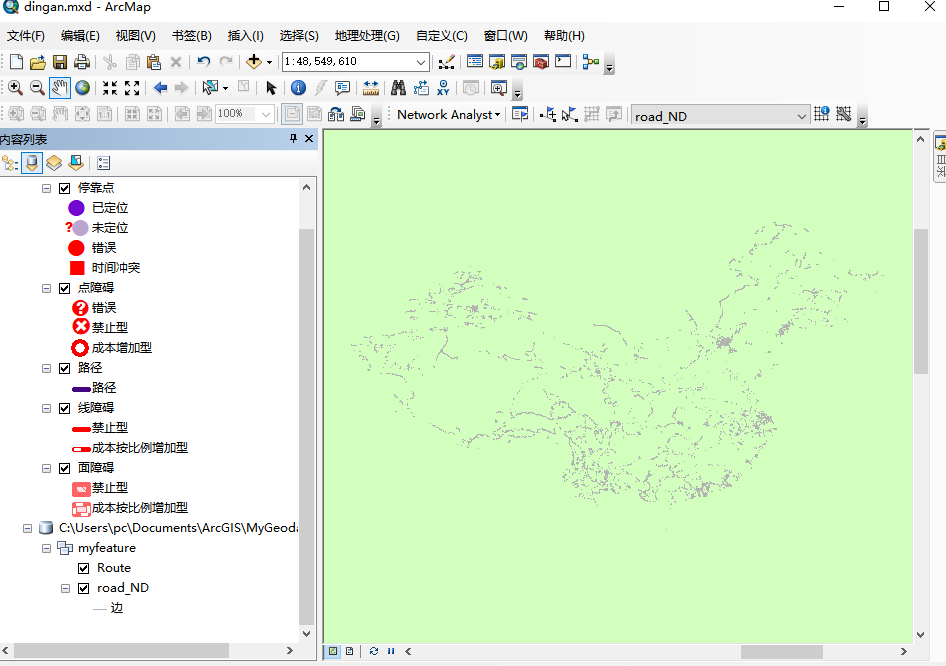 dingan.mxd - ArcMap
文件(F) 编辑(E) 视图(V) 书签(B) 插入(I) 选择(S) 地理处理(G) 自定义(C) 窗口(W) 帮助(H)
1:48,549,610
100% Network Analyst road_ND
内容列表
停靠点
已定位
未定位
错误
时间冲突
点障碍
错误
禁止型
成本增加型
路径
路径
线障碍
禁止型
成本按比例增加型
面障碍
禁止型
成本按比例增加型
C:\Users\pc\Documents\ArcGIS\MyGeoda
myfeature
Route
road_ND
边